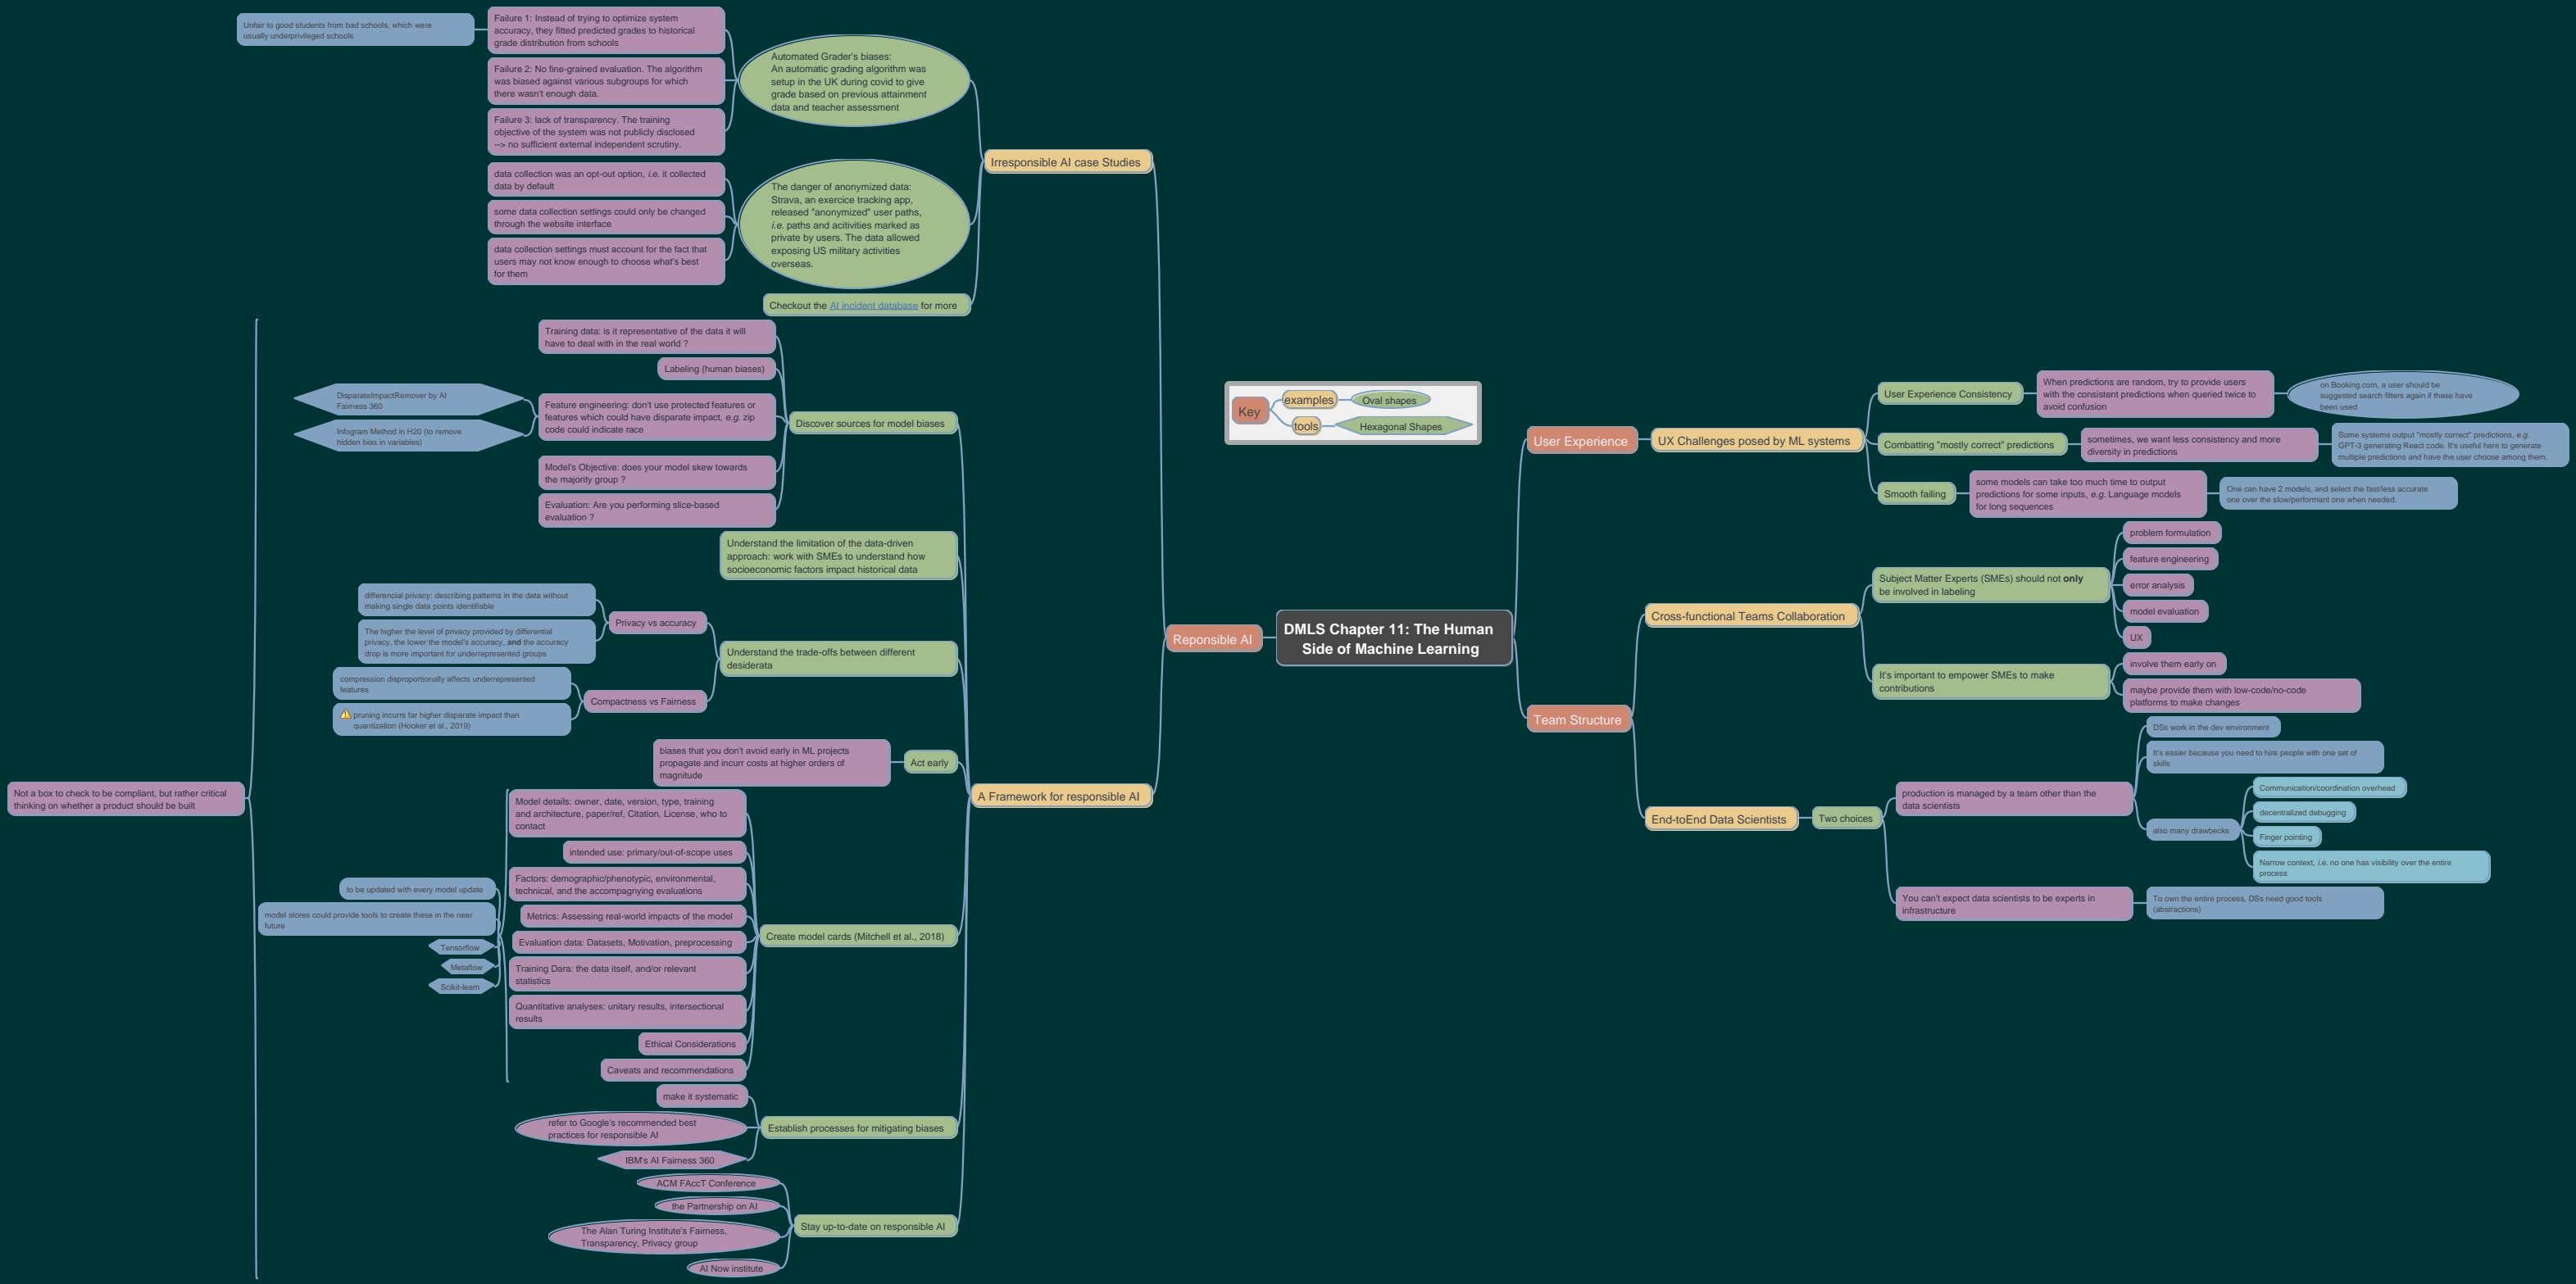 DMLS Chapter 11: The Human
Side of Machine Learning
Key
examples
Oval shapes
tools
Hexagonal Shapes
User Experience
UX Challenges posed by ML systems
User Experience Consistency
When predictions are random, try to provide users
with the consistent predictions when queried twice to
avoid confusion
on Booking.com, a user should be
suggested search filters again if these have
been used
Combatting "mostly correct" predictions
sometimes, we want less consistency and more
diversity in predictions
Some systems output "mostly correct" predictions, e.g.
GPT-3 generating React code. It's useful here to generate
multiple predictions and have the user choose among them.
Smooth failing
some models can take too much time to output
predictions for some inputs, e.g. Language models
for long sequences
One can have 2 models, and select the fast/less accurate
one over the slow/performant one when needed.
Team Structure
Cross-functional Teams Collaboration
Subject Matter Experts (SMEs) should not only
be involved in labeling
problem formulation
feature engineering
error analysis
model evaluation
UX
It's important to empower SMEs to make
contributions
involve them early on
maybe provide them with low-code/no-code
platforms to make changes
End-toEnd Data Scientists
Two choices
production is managed by a team other than the
data scientists
DSs work in the dev environment
It's easier because you need to hire people with one set of
skills
also many drawbecks
Communication/coordination overhead
decentralized debugging
Finger pointing
Narrow context, i.e. no one has visibility over the entire
process
You can't expect data scientists to be experts in
infrastructure
To own the entire process, DSs need good tools
(abstractions)
Reponsible AI
Irresponsible AI case Studies
Automated Grader's biases:
An automatic grading algorithm was
setup in the UK during covid to give
grade based on previous attainment
data and teacher assessment
Failure 1: Instead of trying to optimize system
accuracy, they fitted predicted grades to historical
grade distribution from schools
Unfair to good students from bad schools, which were
usually underprivileged schools
Failure 2: No fine-grained evaluation. The algorithm
was biased against various subgroups for which
there wasn't enough data.
Failure 3: lack of transparency. The training
objective of the system was not publicly disclosed
--> no sufficient external independent scrutiny.
The danger of anonymized data:
Strava, an exercice tracking app,
released "anonymized" user paths,
i.e. paths and acitivities marked as
private by users. The data allowed
exposing US military activities
overseas.
data collection was an opt-out option, i.e. it collected
data by default
some data collection settings could only be changed
through the website interface
data collection settings must account for the fact that
users may not know enough to choose what's best
for them
Checkout the AI incident database for more
A Framework for responsible AI
Discover sources for model biases
Training data: is it representative of the data it will
have to deal with in the real world ?
Labeling (human biases)
Feature engineering: don't use protected features or
features which could have disparate impact, e.g. zip
code could indicate race
DisparateImpactRemover by AI
Fairness 360
Infogram Method in H20 (to remove
hidden bias in variables)
Model's Objective: does your model skew towards
the majority group ?
Evaluation: Are you performing slice-based
evaluation ?
Understand the limitation of the data-driven
approach: work with SMEs to understand how
socioeconomic factors impact historical data
Understand the trade-offs between different
desiderata
Privacy vs accuracy
differencial privacy: describing patterns in the data without
making single data points identifiable
The higher the level of privacy provided by differential
privacy, the lower the model's accuracy, and the accuracy
drop is more important for underrepresented groups
Compactness vs Fairness
compression disproportionally affects underrepresented
features
pruning incurrs far higher disparate impact than
quantization (Hooker et al., 2019)
Act early
biases that you don't avoid early in ML projects
propagate and incurr costs at higher orders of
magnitude
Create model cards (Mitchell et al., 2018)
Model details: owner, date, version, type, training
and architecture, paper/ref, Citation, License, who to
contact
intended use: primary/out-of-scope uses
Factors: demographic/phenotypic, environmental,
technical, and the accompagnying evaluations
Metrics: Assessing real-world impacts of the model
Evaluation data: Datasets, Motivation, preprocessing
Training Dara: the data itself, and/or relevant
statistics
Quantitative analyses: unitary results, intersectional
results
Ethical Considerations
Caveats and recommendations
to be updated with every model update
model stores could provide tools to create these in the near
future
Tensorflow
Metaflow
Scikit-learn
Establish processes for mitigating biases
make it systematic
refer to Google's recommended best
practices for responsible AI
IBM's AI Fairness 360
Stay up-to-date on responsible AI
ACM FAccT Conference
the Partnership on AI
The Alan Turing Institute's Fairness,
Transparency, Privacy group
AI Now institute
Not a box to check to be compliant, but rather critical
thinking on whether a product should be built